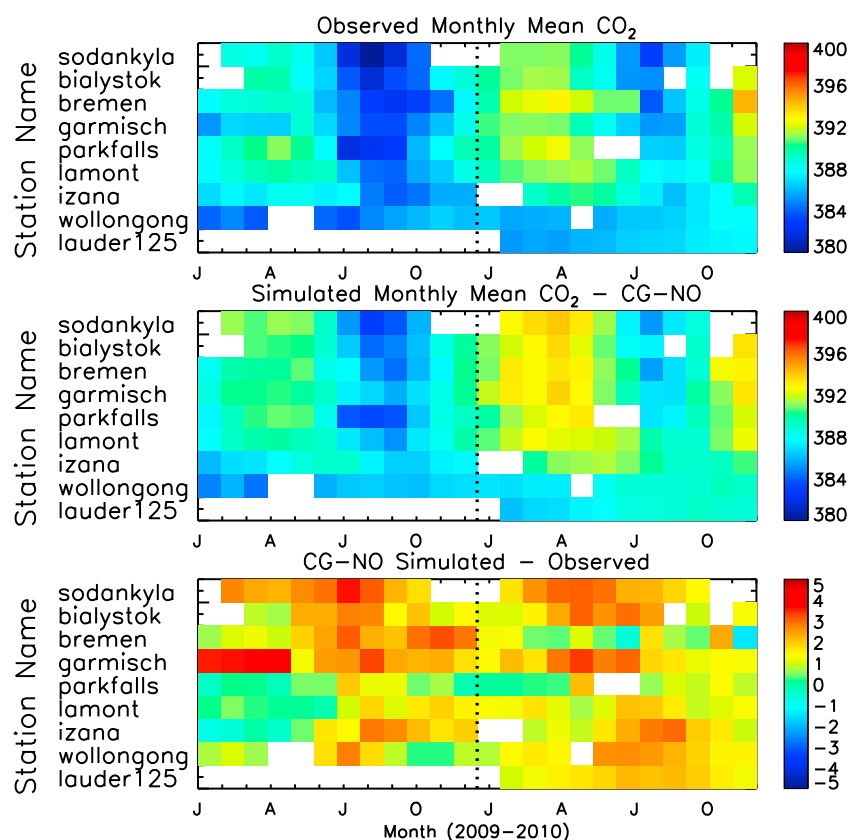 Observed Monthly Mean CO₂
Station Name
sodankyla
bialystok
bremen
garmisch
parkfalls
lamont
izana
wollongong
lauder125
400
396
392
388
384
380
J A J O J A J O
Simulated Monthly Mean CO₂ – CG–NO
Station Name
sodankyla
bialystok
bremen
garmisch
parkfalls
lamont
izana
wollongong
lauder125
400
396
392
388
384
380
J A J O J A J O
CG–NO Simulated – Observed
Station Name
sodankyla
bialystok
bremen
garmisch
parkfalls
lamont
izana
wollongong
lauder125
5
4
3
2
1
0
−1
−2
−3
−4
−5
J A J O J A J O
Month (2009–2010)